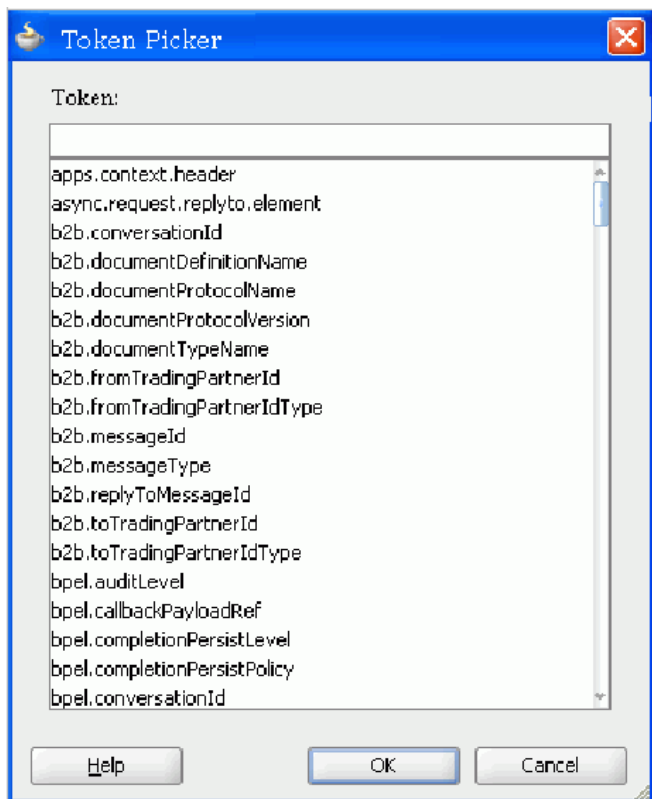 Token Picker
Token:
apps.context.header
async.request.replyto.element
b2b.conversationId
b2b.documentDefinitionName
b2b.documentProtocolName
b2b.documentProtocolVersion
b2b.documentTypeName
b2b.fromTradingPartnerId
b2b.fromTradingPartnerIdType
b2b.messageId
b2b.messageType
b2b.replyToMessageId
b2b.toTradingPartnerId
b2b.toTradingPartnerIdType
bpel.auditLevel
bpel.callbackPayloadRef
bpel.completionPersistLevel
bpel.completionPersistPolicy
bpel.conversationId
Help OK Cancel